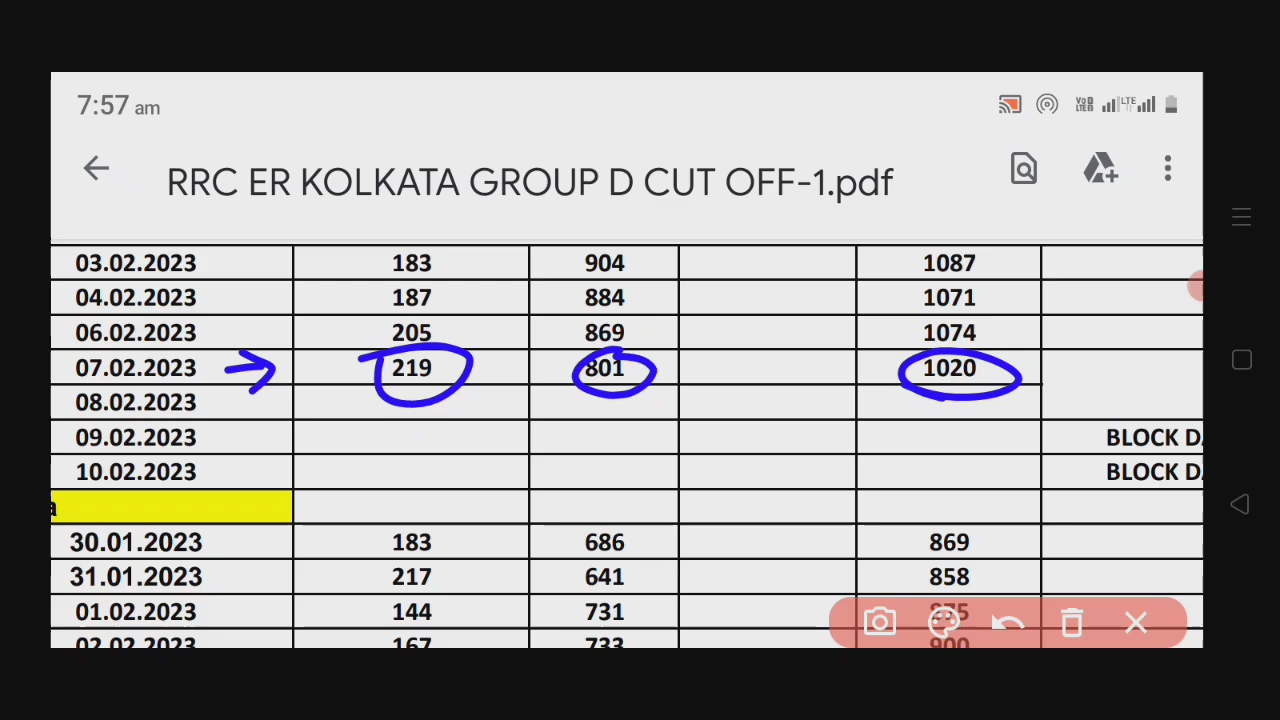 7:57 am
RRC ER KOLKATA GROUP D CUT OFF-1.pdf
03.02.2023 183 904 1087
04.02.2023 187 884 1071
06.02.2023 205 869 1074
07.02.2023 219 801 1020
08.02.2023
09.02.2023 BLOCK DA
10.02.2023 BLOCK DA
a
30.01.2023 183 686 869
31.01.2023 217 641 858
01.02.2023 144 731 875
02.02.2023 167 733 900